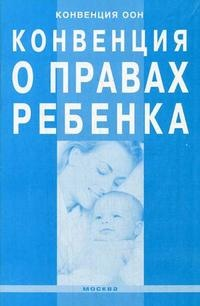 КОНВЕНЦИЯ ООН
КОНВЕНЦИЯ
О ПРАВАХ
РЕБЕНКА
МОСКВА